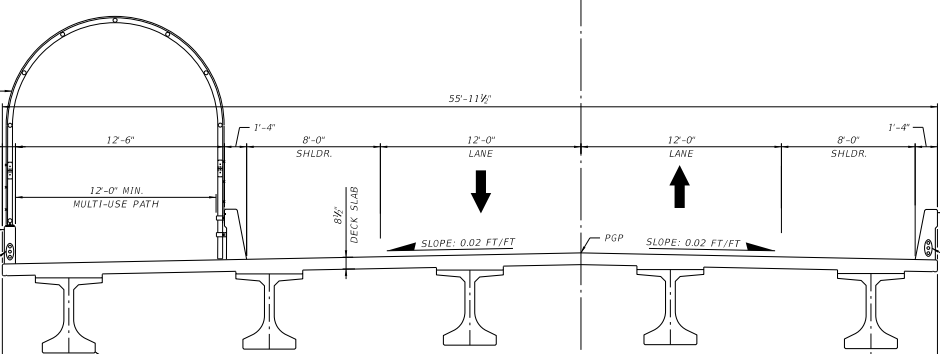 55'-11½"
1'-4"
1'-4"
12'-6"
8'-0"
12'-0"
12'-0"
8'-0"
SHLDR.
LANE
LANE
SHLDR.
12'-0" MIN.
MULTI-USE PATH
8½"
DECK SLAB
SLOPE: 0.02 FT/FT
PGP
SLOPE: 0.02 FT/FT